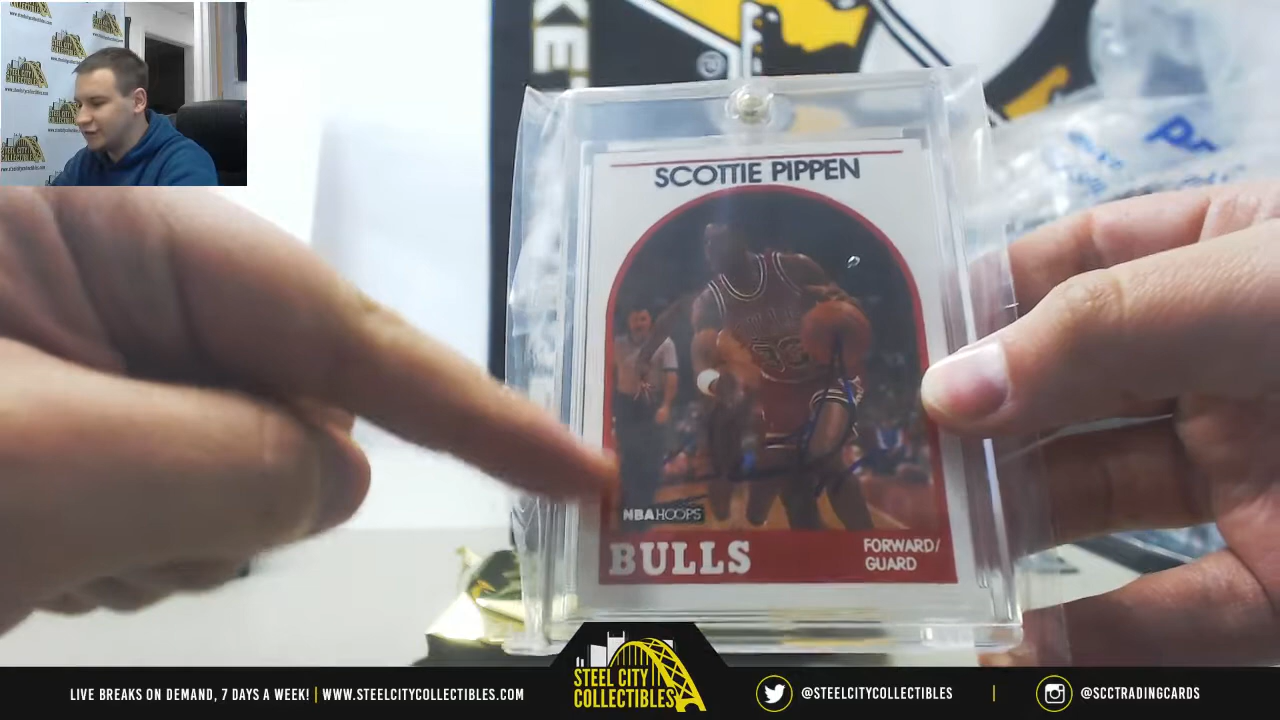 SCOTTIE PIPPEN
33
NBA HOOPS
BULLS
FORWARD/
GUARD
LIVE BREAKS ON DEMAND, 7 DAYS A WEEK! | WWW.STEELCITYCOLLECTIBLES.COM
STEEL CITY
COLLECTIBLES
@STEELCITYCOLLECTIBLES
|
@SCCTRADINGCARDS